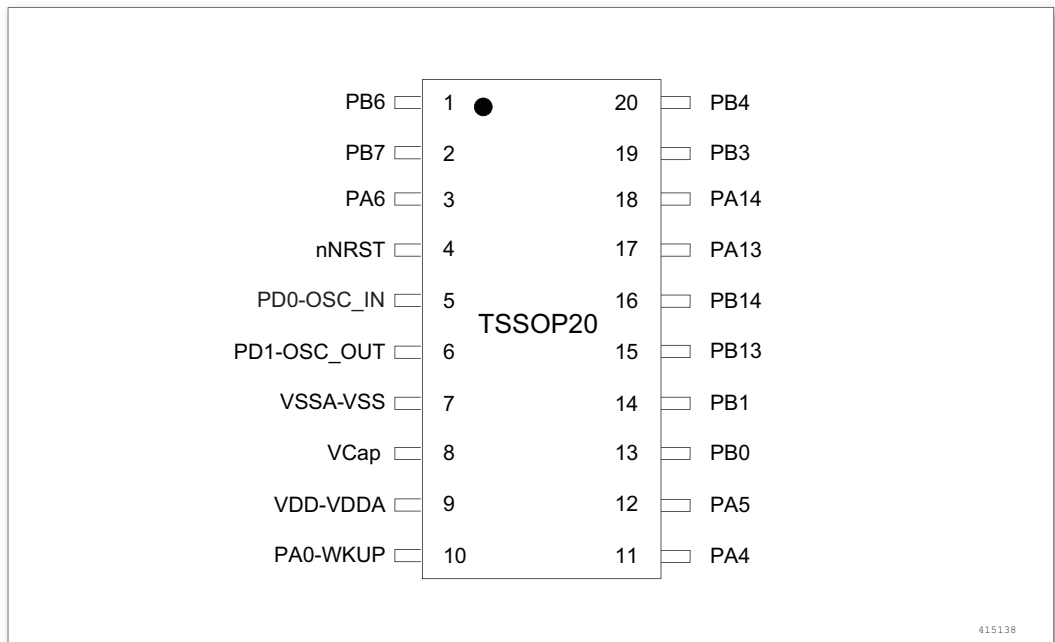 PB6 1 20 PB4
PB7 2 19 PB3
PA6 3 18 PA14
nNRST 4 17 PA13
PD0-OSC_IN 5 16 PB14
TSSOP20
PD1-OSC_OUT 6 15 PB13
VSSA-VSS 7 14 PB1
VCap 8 13 PB0
VDD-VDDA 9 12 PA5
PA0-WKUP 10 11 PA4
415138